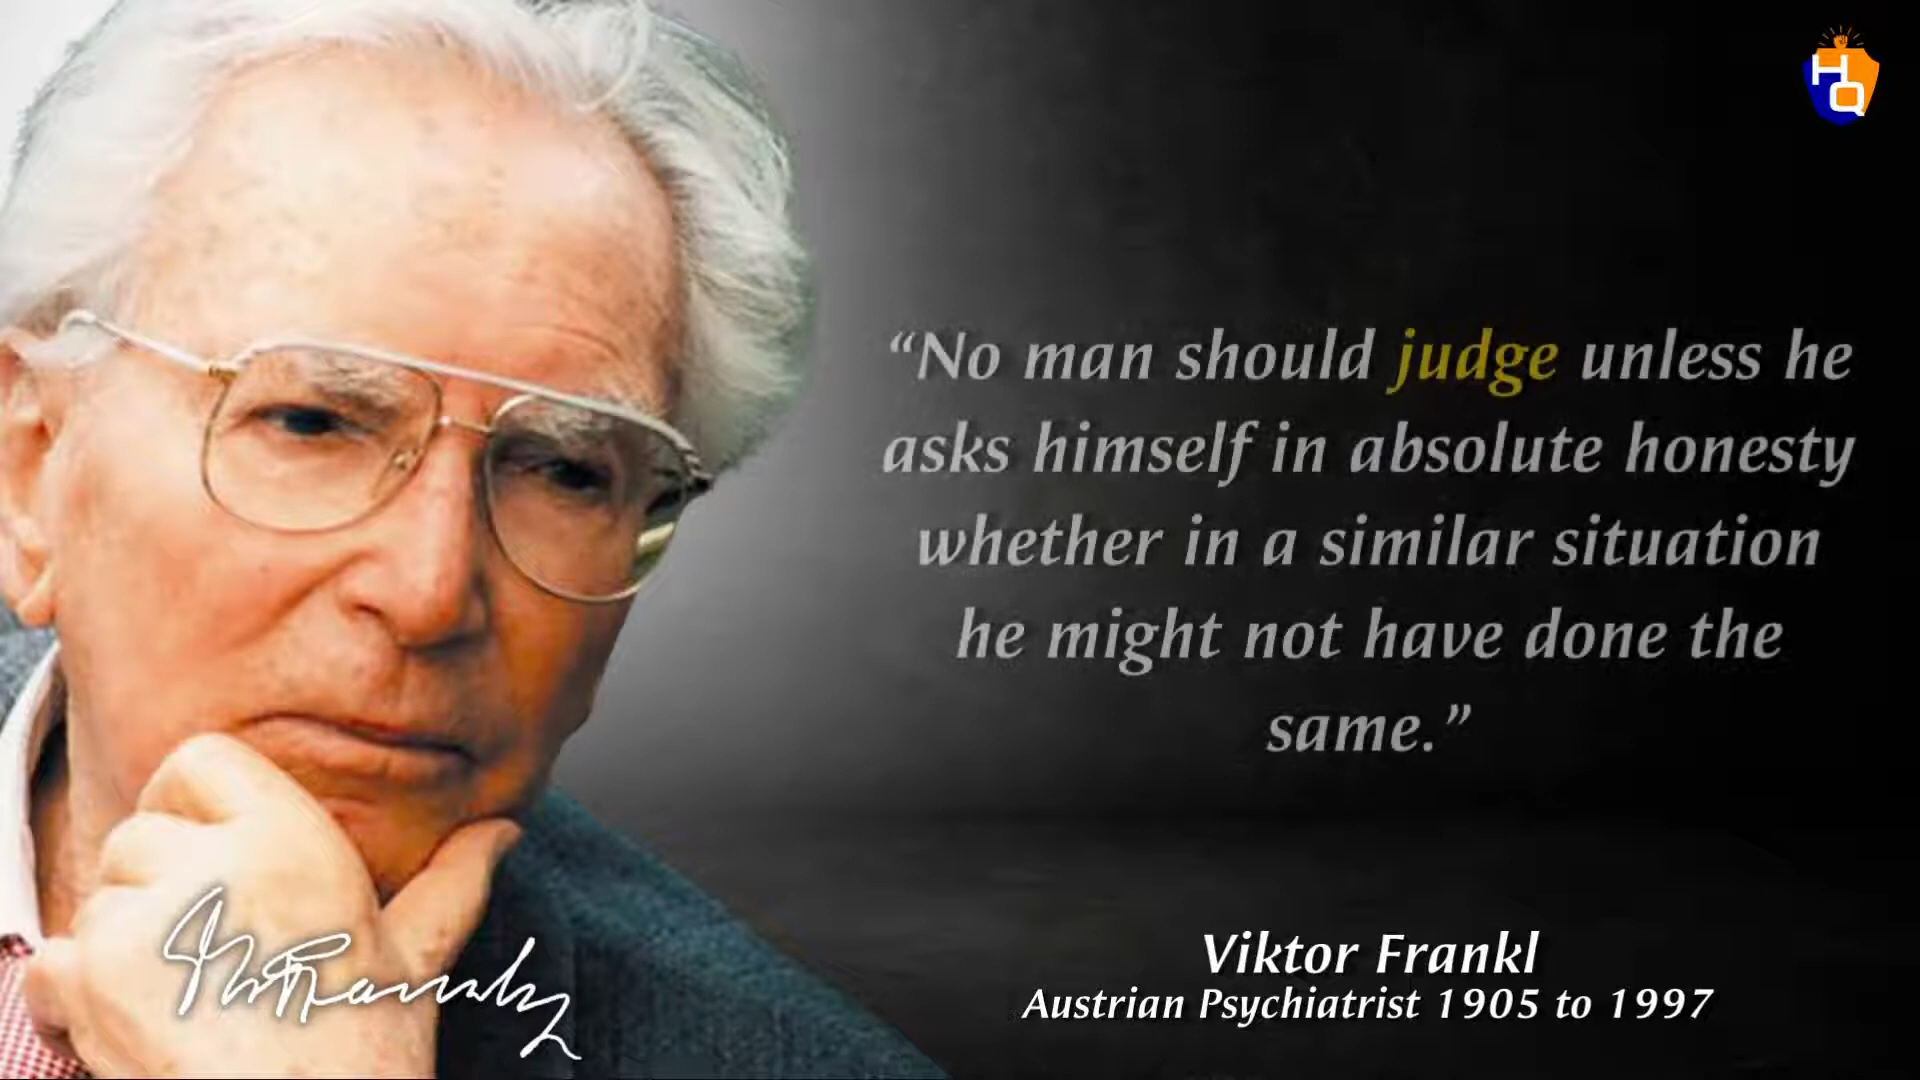 HQ
“No man should judge unless he
asks himself in absolute honesty
whether in a similar situation
he might not have done the
same.”
Viktor Frankl
Austrian Psychiatrist 1905 to 1997